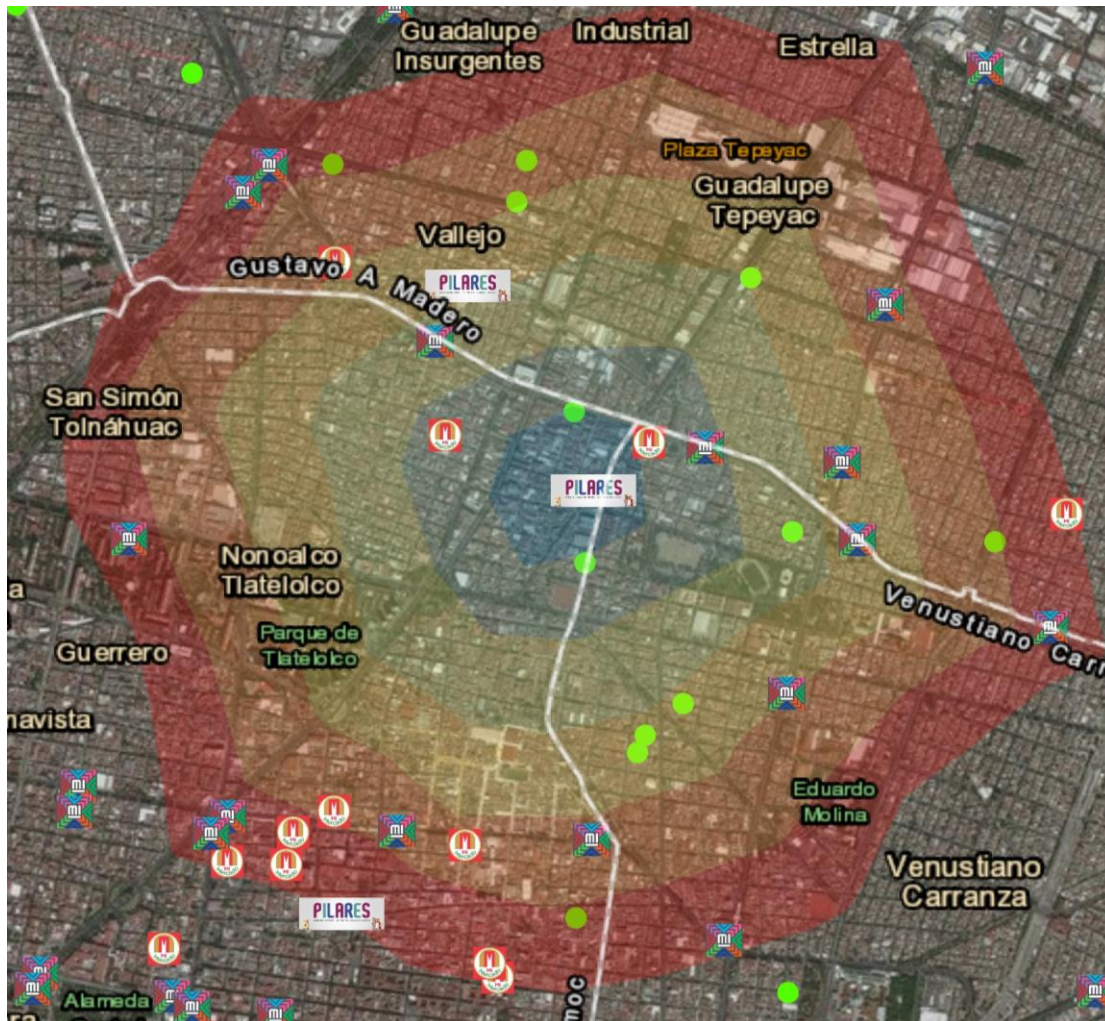 Guadalupe
Insurgentes
Industrial
Estrella
Plaza Tepeyac
Guadalupe
Tepeyac
Vallejo
Gustavo A Madero
PILARES
San Simón
Tolnáhuac
PILARES
Nonoalco
Tlatelolco
a
Parque de
Tlatelolco
Guerrero
Venustiano Carr
navista
Eduardo
Molina
Venustiano
Carranza
PILARES
Alameda
moc
ra